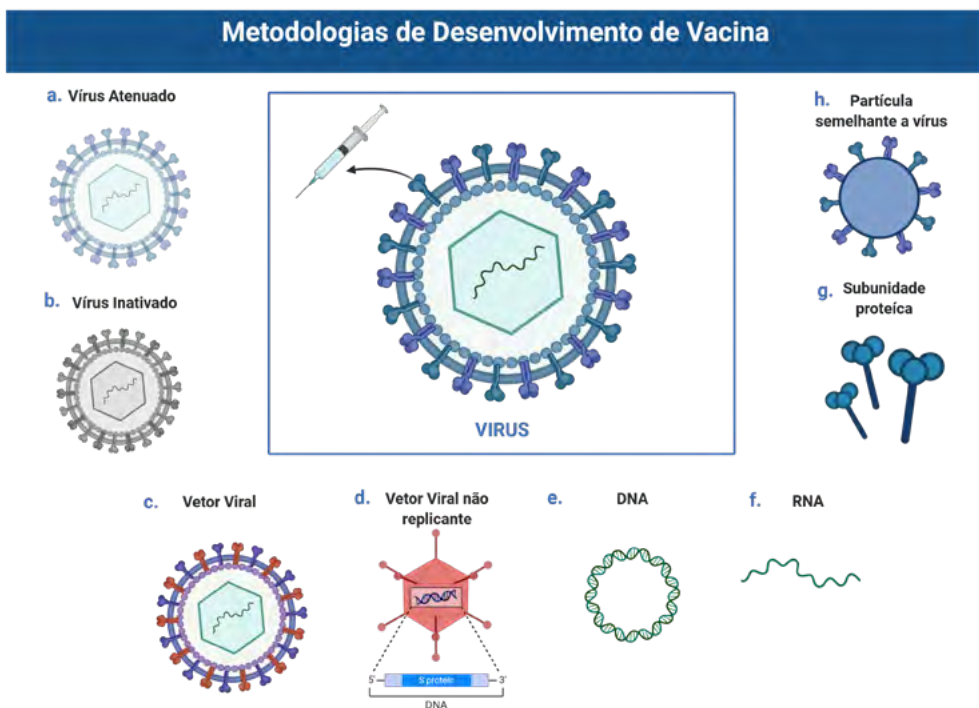 Metodologias de Desenvolvimento de Vacina
a. Vírus Atenuado
b. Vírus Inativado
VIRUS
h. Partícula
semelhante a vírus
g. Subunidade
proteíca
c. Vetor Viral
d. Vetor Viral não
replicante
5' S protein 3'
DNA
e. DNA
f. RNA